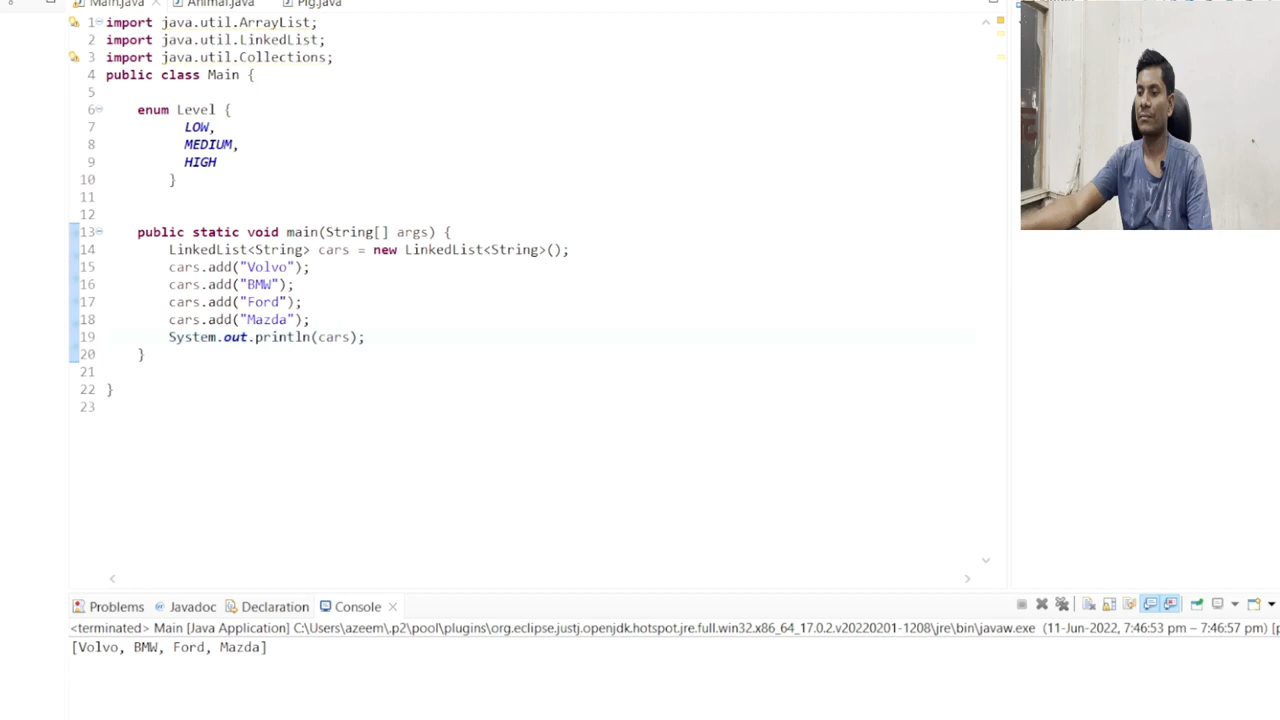 Main.java Animal.java Pig.java
1 import java.util.ArrayList;
2 import java.util.LinkedList;
3 import java.util.Collections;
4 public class Main {
5
6 enum Level {
7 LOW,
8 MEDIUM,
9 HIGH
10 }
11
12
13 public static void main(String[] args) {
14 LinkedList<String> cars = new LinkedList<String>();
15 cars.add("Volvo");
16 cars.add("BMW");
17 cars.add("Ford");
18 cars.add("Mazda");
19 System.out.println(cars);
20 }
21
22 }
23
Problems Javadoc Declaration Console
<terminated> Main [Java Application] C:\Users\azeem\.p2\pool\plugins\org.eclipse.justj.openjdk.hotspot.jre.full.win32.x86_64_17.0.2.v20220201-1208\jre\bin\javaw.exe (11-Jun-2022, 7:46:53 pm – 7:46:57 pm) [p
[Volvo, BMW, Ford, Mazda]